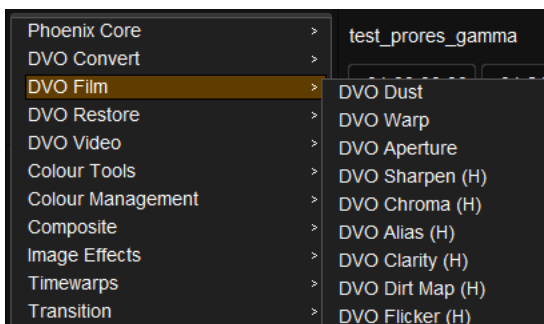 Phoenix Core >
DVO Convert >
DVO Film >
DVO Restore >
DVO Video >
Colour Tools >
Colour Management >
Composite >
Image Effects >
Timewarps >
Transition >
test_prores_gamma
DVO Dust
DVO Warp
DVO Aperture
DVO Sharpen (H)
DVO Chroma (H)
DVO Alias (H)
DVO Clarity (H)
DVO Dirt Map (H)
DVO Flicker (H)